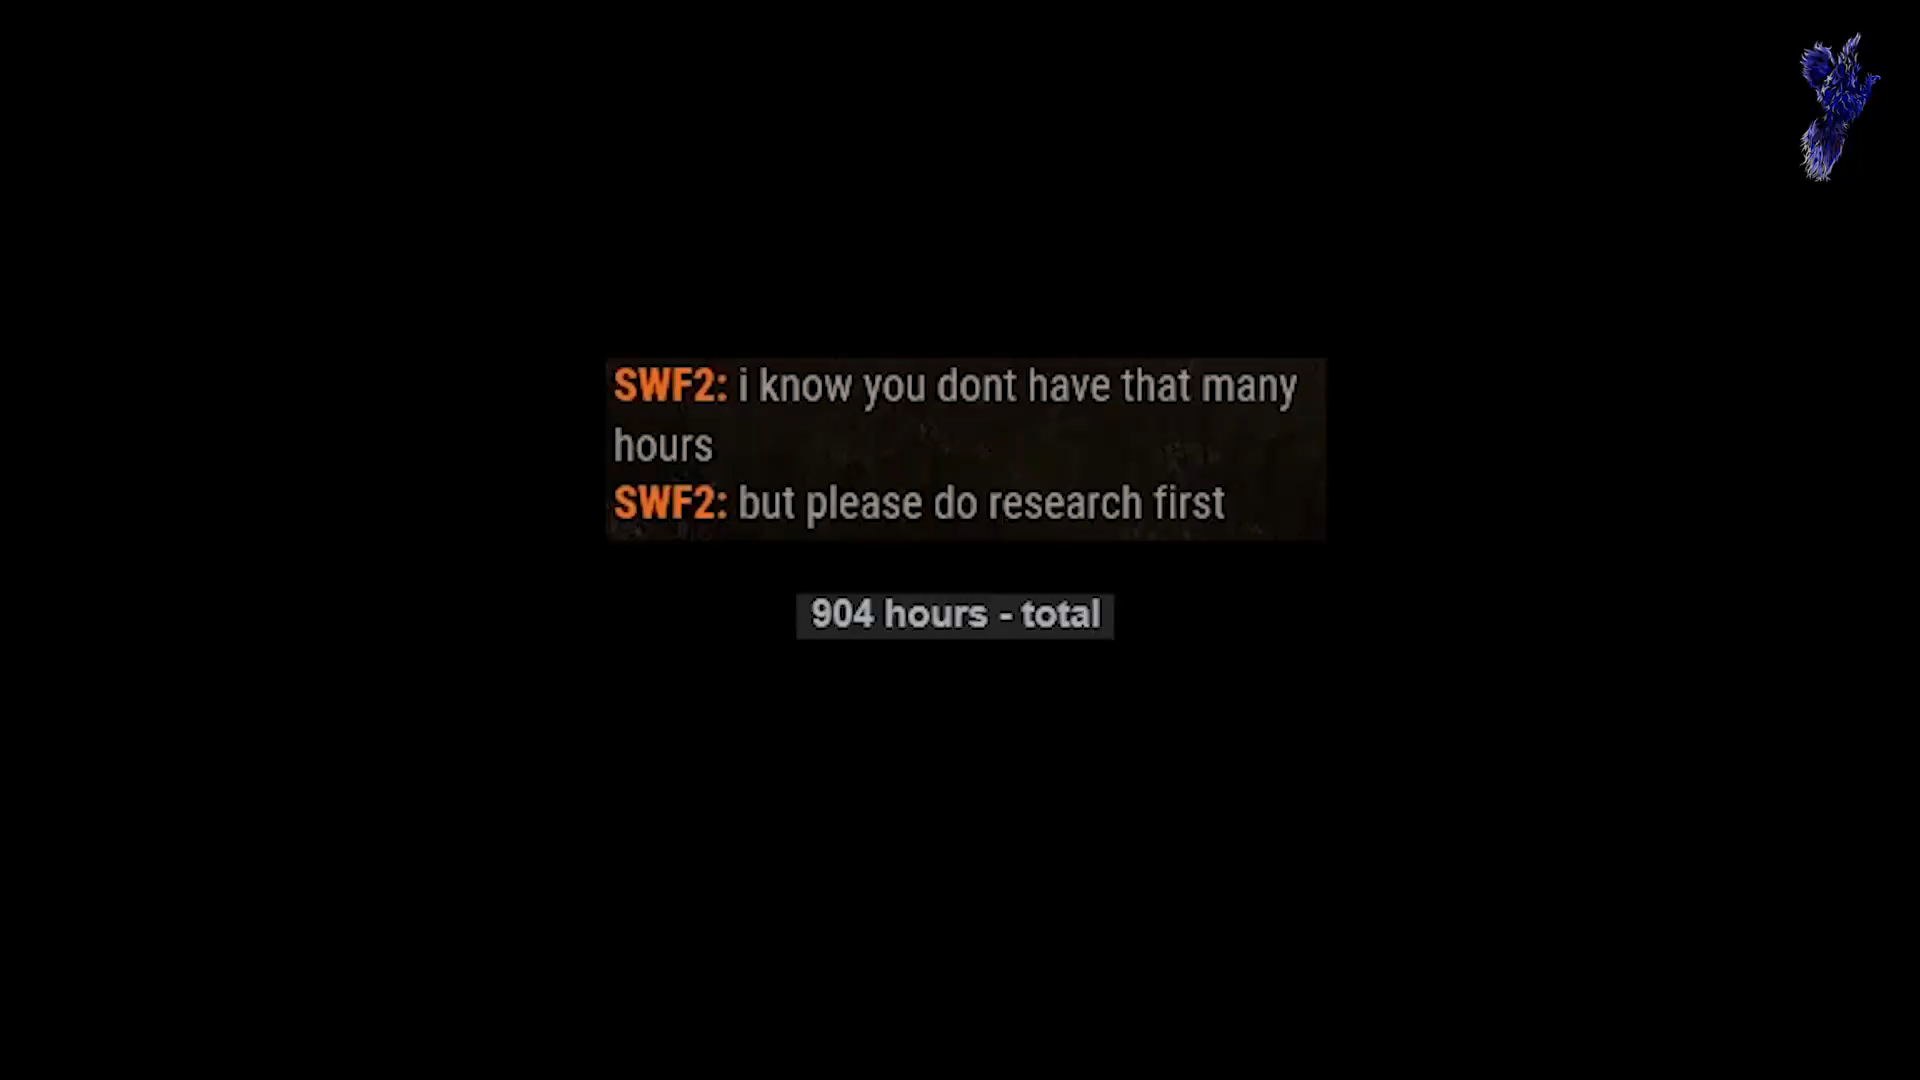 SWF2: i know you dont have that many
hours
SWF2: but please do research first
904 hours - total